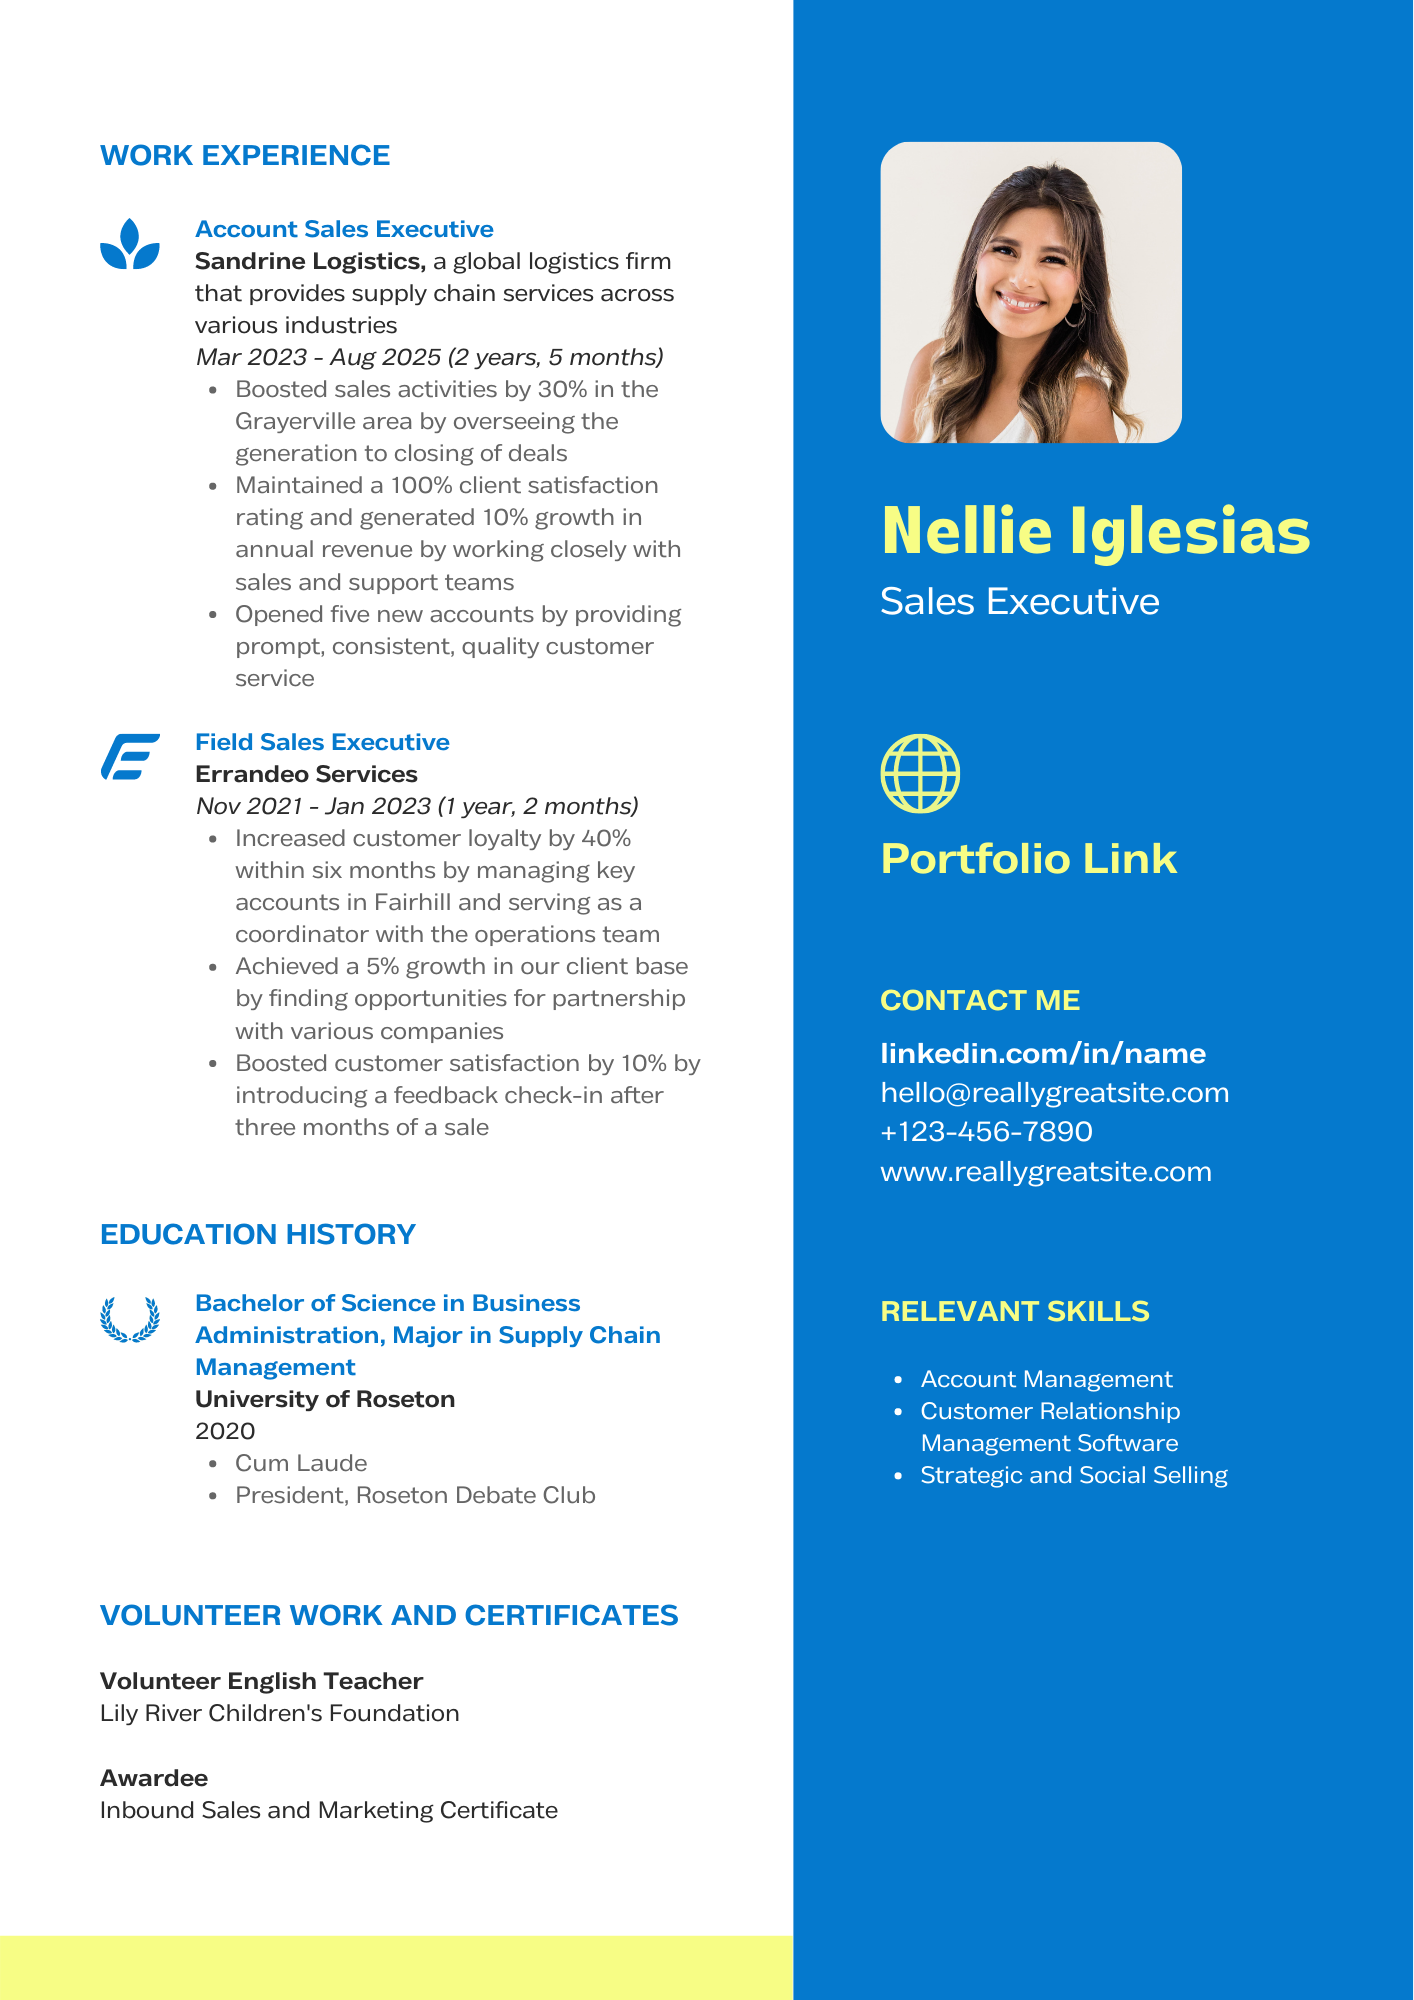 WORK EXPERIENCE
Account Sales Executive
Sandrine Logistics, a global logistics firm
that provides supply chain services across
various industries
Mar 2023 - Aug 2025 (2 years, 5 months)
• Boosted sales activities by 30% in the
Grayerville area by overseeing the
generation to closing of deals
• Maintained a 100% client satisfaction
rating and generated 10% growth in
annual revenue by working closely with
sales and support teams
• Opened five new accounts by providing
prompt, consistent, quality customer
service
Field Sales Executive
Errandeo Services
Nov 2021 - Jan 2023 (1 year, 2 months)
• Increased customer loyalty by 40%
within six months by managing key
accounts in Fairhill and serving as a
coordinator with the operations team
• Achieved a 5% growth in our client base
by finding opportunities for partnership
with various companies
• Boosted customer satisfaction by 10% by
introducing a feedback check-in after
three months of a sale
EDUCATION HISTORY
Bachelor of Science in Business
Administration, Major in Supply Chain
Management
University of Roseton
2020
• Cum Laude
• President, Roseton Debate Club
VOLUNTEER WORK AND CERTIFICATES
Volunteer English Teacher
Lily River Children's Foundation
Awardee
Inbound Sales and Marketing Certificate
Nellie Iglesias
Sales Executive
Portfolio Link
CONTACT ME
linkedin.com/in/name
hello@reallygreatsite.com
+123-456-7890
www.reallygreatsite.com
RELEVANT SKILLS
• Account Management
• Customer Relationship
Management Software
• Strategic and Social Selling